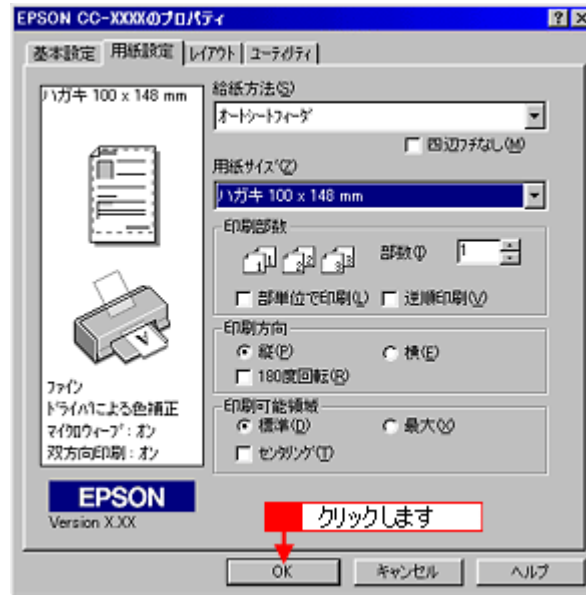 EPSON CC-XXXXのプロパティ
基本設定 用紙設定 レイアウト ユーティリティ
ハガキ 100 x 148 mm
給紙方法(S)
オートシートフィーダ
四辺フチなし(M)
用紙サイズ(Z)
ハガキ 100 x 148 mm
印刷部数
部数(I) 1
部単位で印刷(L) 逆順印刷(V)
印刷方向
縦(P) 横(E)
180度回転(R)
印刷可能領域
標準(D) 最大(X)
センタリング(T)
ファイン
ドライバによる色補正
マイクロウィーブ：オン
双方向印刷：オン
EPSON
Version X.XX
クリックします
OK キャンセル ヘルプ